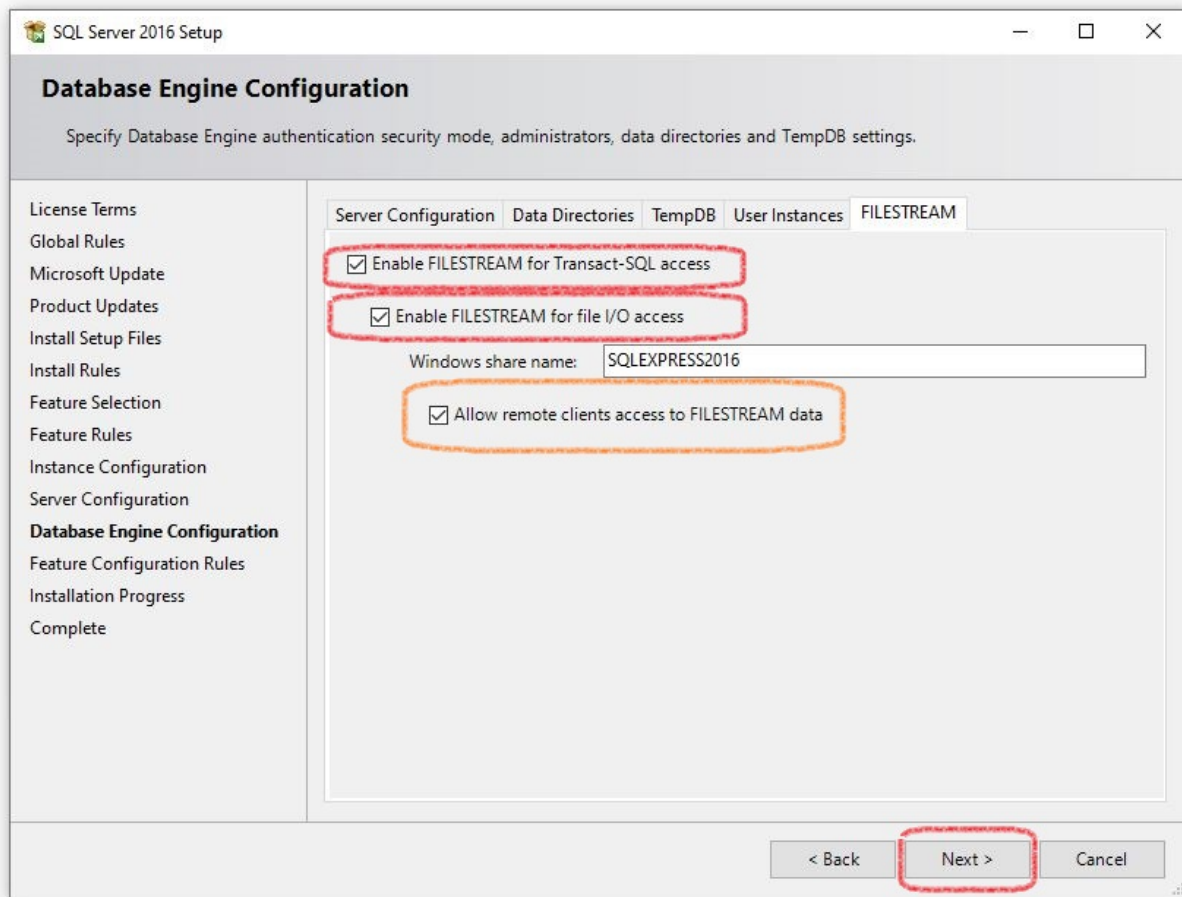 SQL Server 2016 Setup
Database Engine Configuration
Specify Database Engine authentication security mode, administrators, data directories and TempDB settings.
License Terms
Global Rules
Microsoft Update
Product Updates
Install Setup Files
Install Rules
Feature Selection
Feature Rules
Instance Configuration
Server Configuration
Database Engine Configuration
Feature Configuration Rules
Installation Progress
Complete
Server Configuration Data Directories TempDB User Instances FILESTREAM
Enable FILESTREAM for Transact-SQL access
Enable FILESTREAM for file I/O access
Windows share name: SQLEXPRESS2016
Allow remote clients access to FILESTREAM data
< Back Next > Cancel